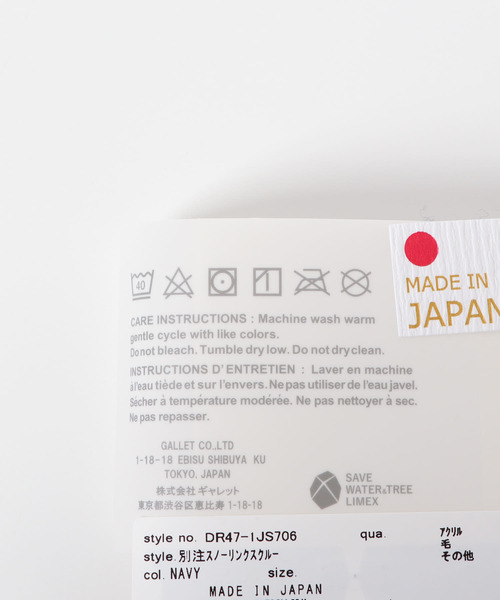 MADE IN
JAPAN
40
CARE INSTRUCTIONS : Machine wash warm
gentle cycle with like colors.
Do not bleach. Tumble dry low. Do not dry clean.
INSTRUCTIONS D'ENTRETIEN : Laver en machine
à l'eau tiède et sur l'envers. Ne pas utiliser de l'eau javel.
Sécher à température modérée. Ne pas nettoyer à sec.
Ne pas repasser.
GALLET CO.,LTD
1-18-18 EBISU SHIBUYA KU
TOKYO. JAPAN
株式会社ギャレット
東京都渋谷区恵比寿 1-18-18
SAVE
WATER&TREE
LIMEX
style no. DR47-IJS706 qua. アクリル
毛
style. 別注スノーリンクスクルー その他
col. NAVY size.
MADE IN JAPAN